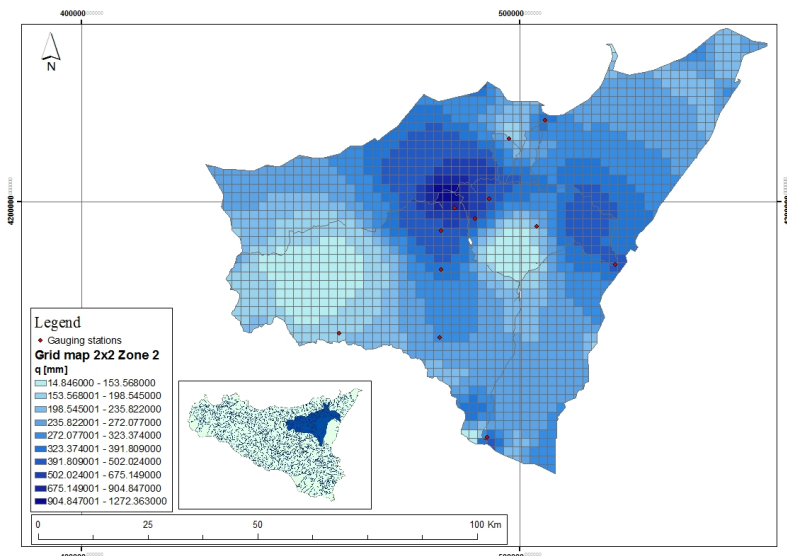 400000
500000
N
4200000
Legend
Gauging stations
Grid map 2x2 Zone 2
q [mm]
14.846000 - 153.568000
153.568001 - 198.545000
198.545001 - 235.822000
235.822001 - 272.077000
272.077001 - 323.374000
323.374001 - 391.809000
391.809001 - 502.024000
502.024001 - 675.149000
675.149001 - 904.847000
904.847001 - 1272.363000
0 25 50 100 Km